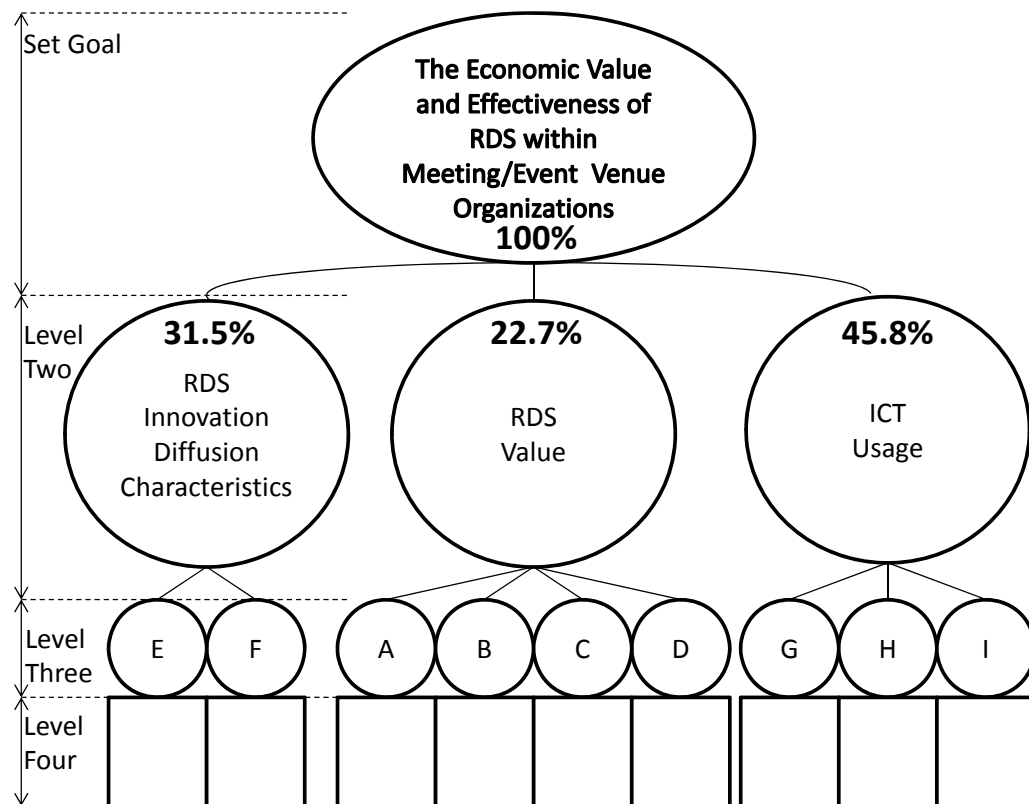 Set Goal
The Economic Value
and Effectiveness of
RDS within
Meeting/Event Venue
Organizations
100%
Level
Two
31.5%
RDS
Innovation
Diffusion
Characteristics
22.7%
RDS
Value
45.8%
ICT
Usage
Level
Three
E
F
A
B
C
D
G
H
I
Level
Four